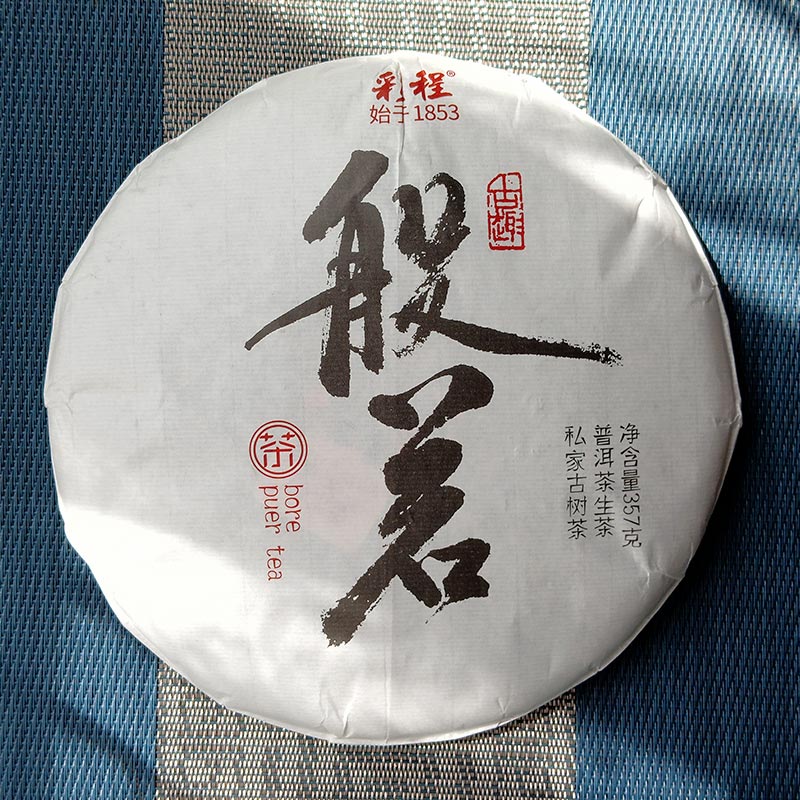 彩程®
始于1853
般若
古趣
茶
bore
puer tea
净含量357克
普洱茶生茶
私家古树茶